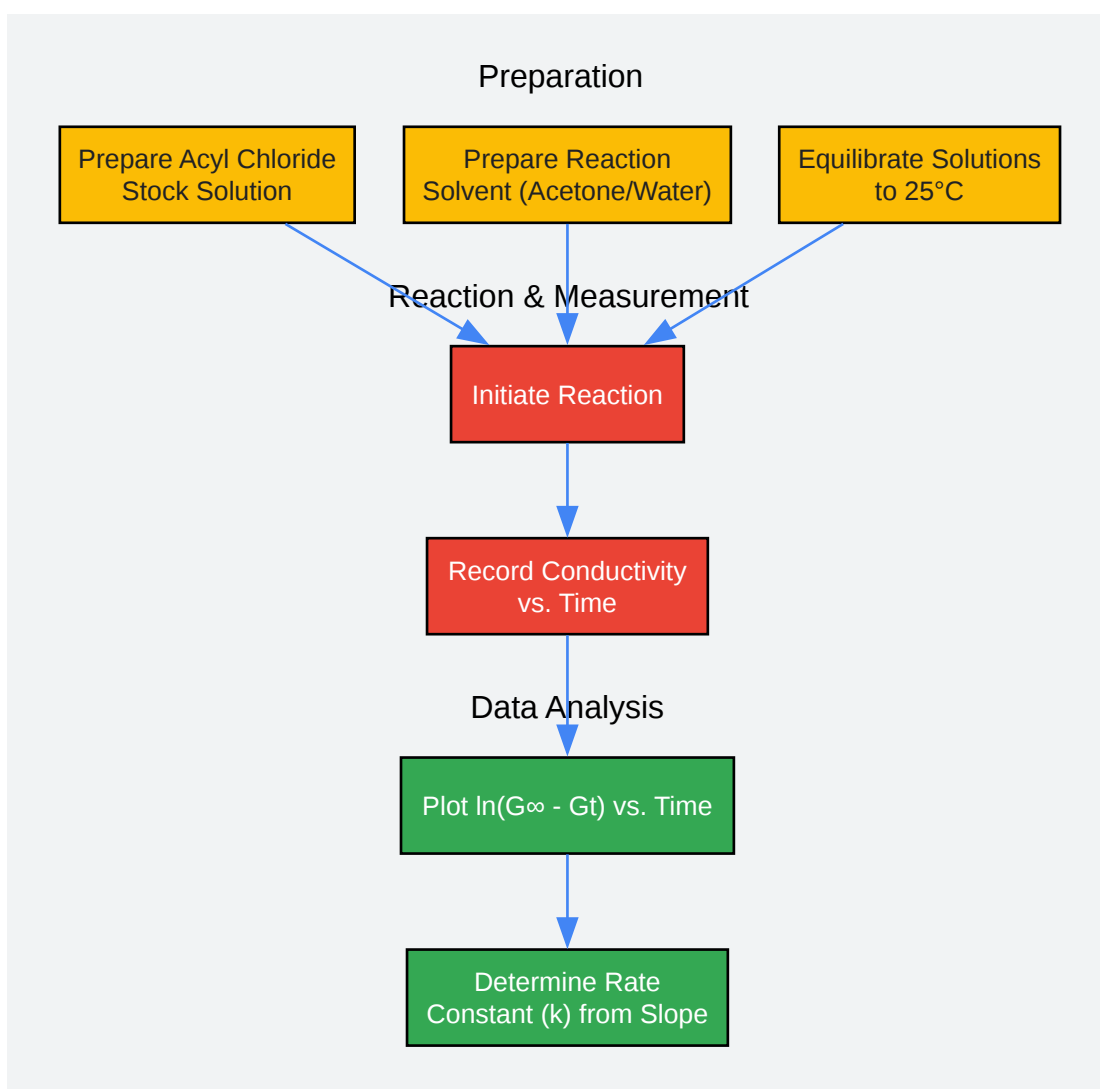 Preparation
Prepare Acyl Chloride
Stock Solution
Prepare Reaction
Solvent (Acetone/Water)
Equilibrate Solutions
to 25°C
Reaction & Measurement
Initiate Reaction
Record Conductivity
vs. Time
Data Analysis
Plot ln(G∞ - Gt) vs. Time
Determine Rate
Constant (k) from Slope